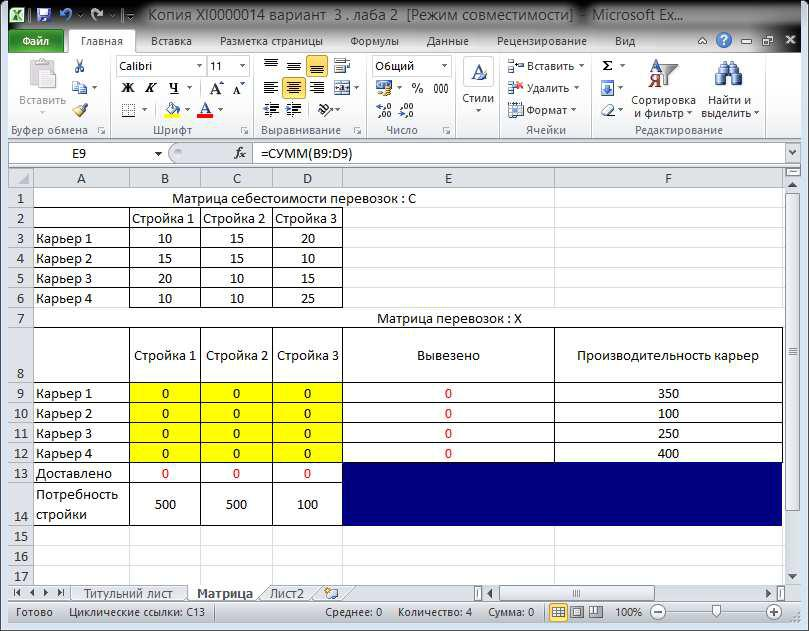 Копия XI0000014 вариант 3 . лаба 2 [Режим совместимости] - Microsoft Ex...
Файл Главная Вставка Разметка страницы Формулы Данные Рецензирование Вид
Вставить Calibri 11 Ж К Ч A A A Общий % 000 Стили Вставить Удалить Формат Σ Сортировка и фильтр Найти и выделить
Буфер обмена Шрифт Выравнивание Число Ячейки Редактирование
E9 fx =СУММ(B9:D9)
A B C D E F
1 Матрица себестоимости перевозок : С
2 Стройка 1 Стройка 2 Стройка 3
3 Карьер 1 10 15 20
4 Карьер 2 15 15 10
5 Карьер 3 20 10 15
6 Карьер 4 10 10 25
7 Матрица перевозок : X
8 Стройка 1 Стройка 2 Стройка 3 Вывезено Производительность карьер
9 Карьер 1 0 0 0 0 350
10 Карьер 2 0 0 0 0 100
11 Карьер 3 0 0 0 0 250
12 Карьер 4 0 0 0 0 400
13 Доставлено 0 0 0
14 Потребность стройки 500 500 100
15
16
17
Титульний лист Матрица Лист2
Готово Циклические ссылки: C13 Среднее: 0 Количество: 4 Сумма: 0 100%